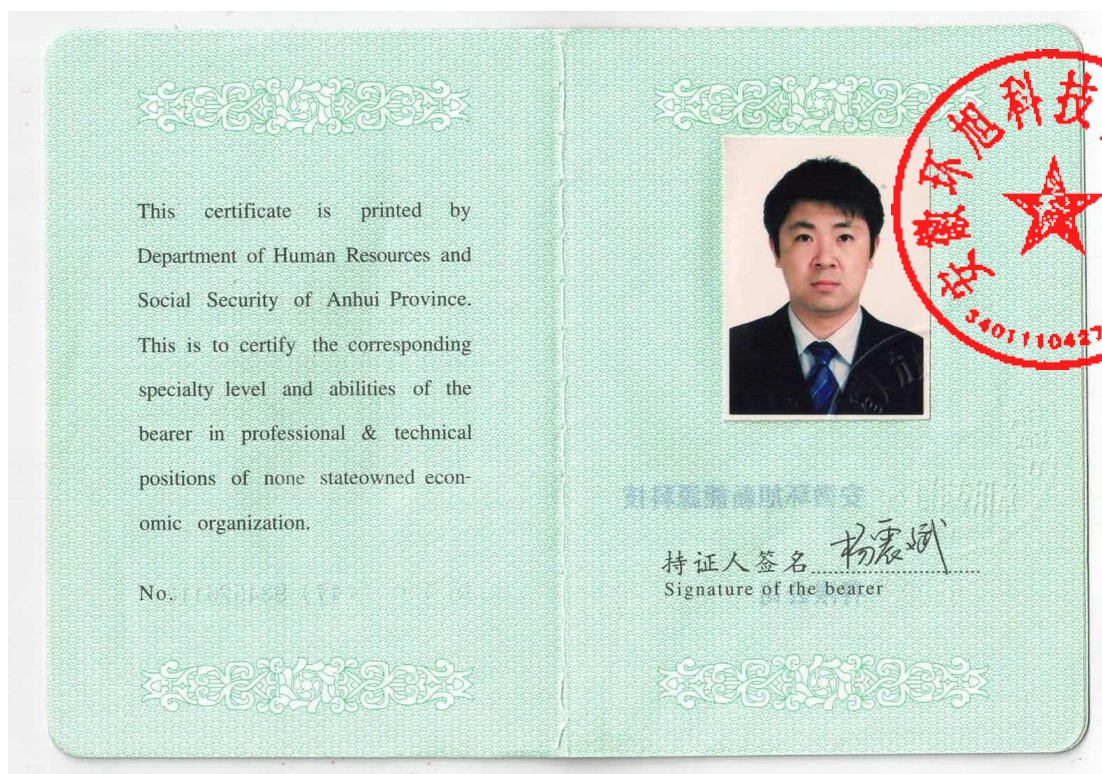 This certificate is printed by
Department of Human Resources and
Social Security of Anhui Province.
This is to certify the corresponding
specialty level and abilities of the
bearer in professional & technical
positions of none stateowned econ-
omic organization.
No.
安徽环旭科技
3401110427
持证人签名 杨震斌
Signature of the bearer